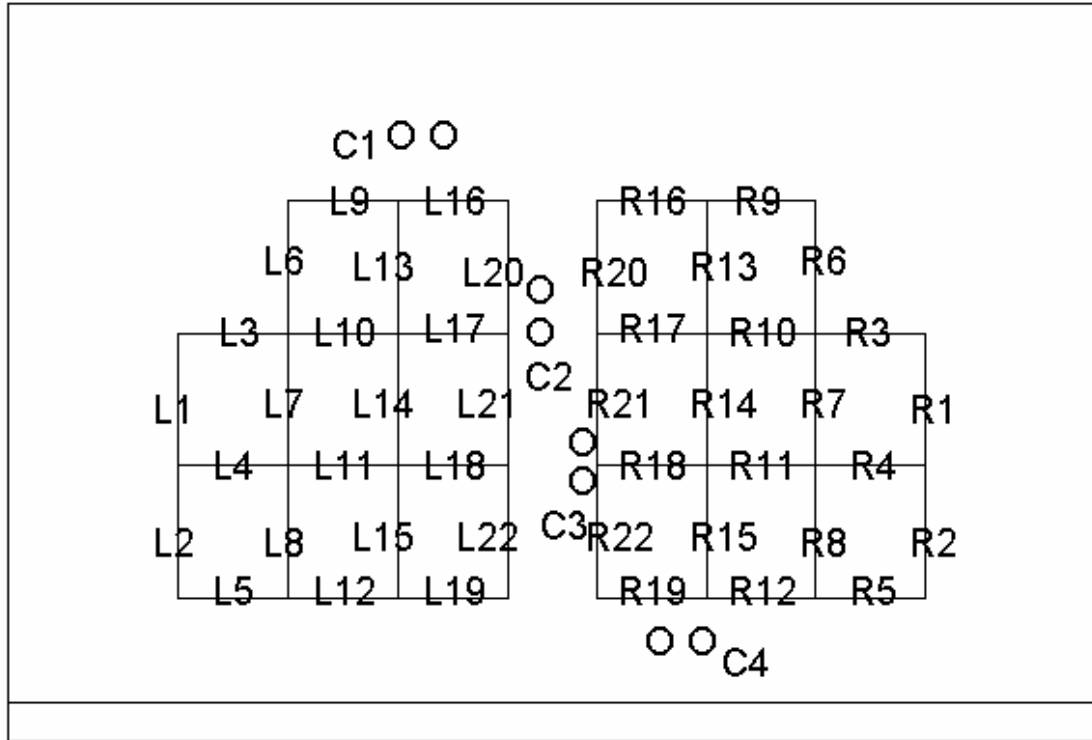 C1
L9 L16 R16 R9
L6 L13 L20 R20 R13 R6
L3 L10 L17 R17 R10 R3
C2
L1 L7 L14 L21 R21 R14 R7 R1
L4 L11 L18 R18 R11 R4
C3
L2 L8 L15 L22 R22 R15 R8 R2
L5 L12 L19 R19 R12 R5
C4